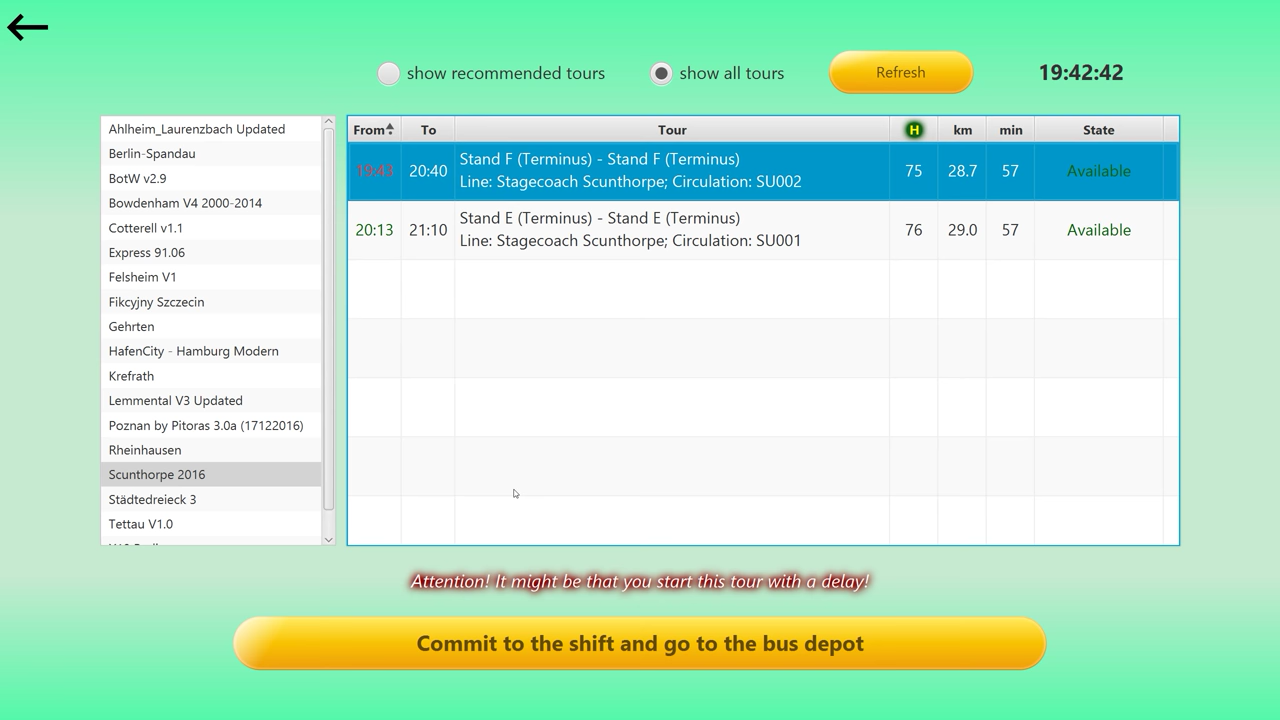 show recommended tours
show all tours
Refresh
19:42:42
Ahlheim_Laurenzbach Updated
Berlin-Spandau
BotW v2.9
Bowdenham V4 2000-2014
Cotterell v1.1
Express 91.06
Felsheim V1
Fikcyjny Szczecin
Gehrten
HafenCity - Hamburg Modern
Krefrath
Lemmental V3 Updated
Poznan by Pitoras 3.0a (17122016)
Rheinhausen
Scunthorpe 2016
Städtedreieck 3
Tettau V1.0
From To Tour H km min State
19:43 20:40 Stand F (Terminus) - Stand F (Terminus) 75 28.7 57 Available
Line: Stagecoach Scunthorpe; Circulation: SU002
20:13 21:10 Stand E (Terminus) - Stand E (Terminus) 76 29.0 57 Available
Line: Stagecoach Scunthorpe; Circulation: SU001
Attention! It might be that you start this tour with a delay!
Commit to the shift and go to the bus depot